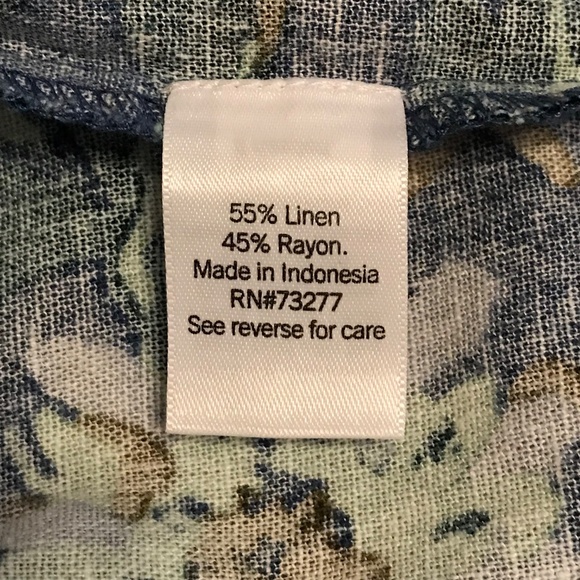 55% Linen
45% Rayon.
Made in Indonesia
RN#73277
See reverse for care